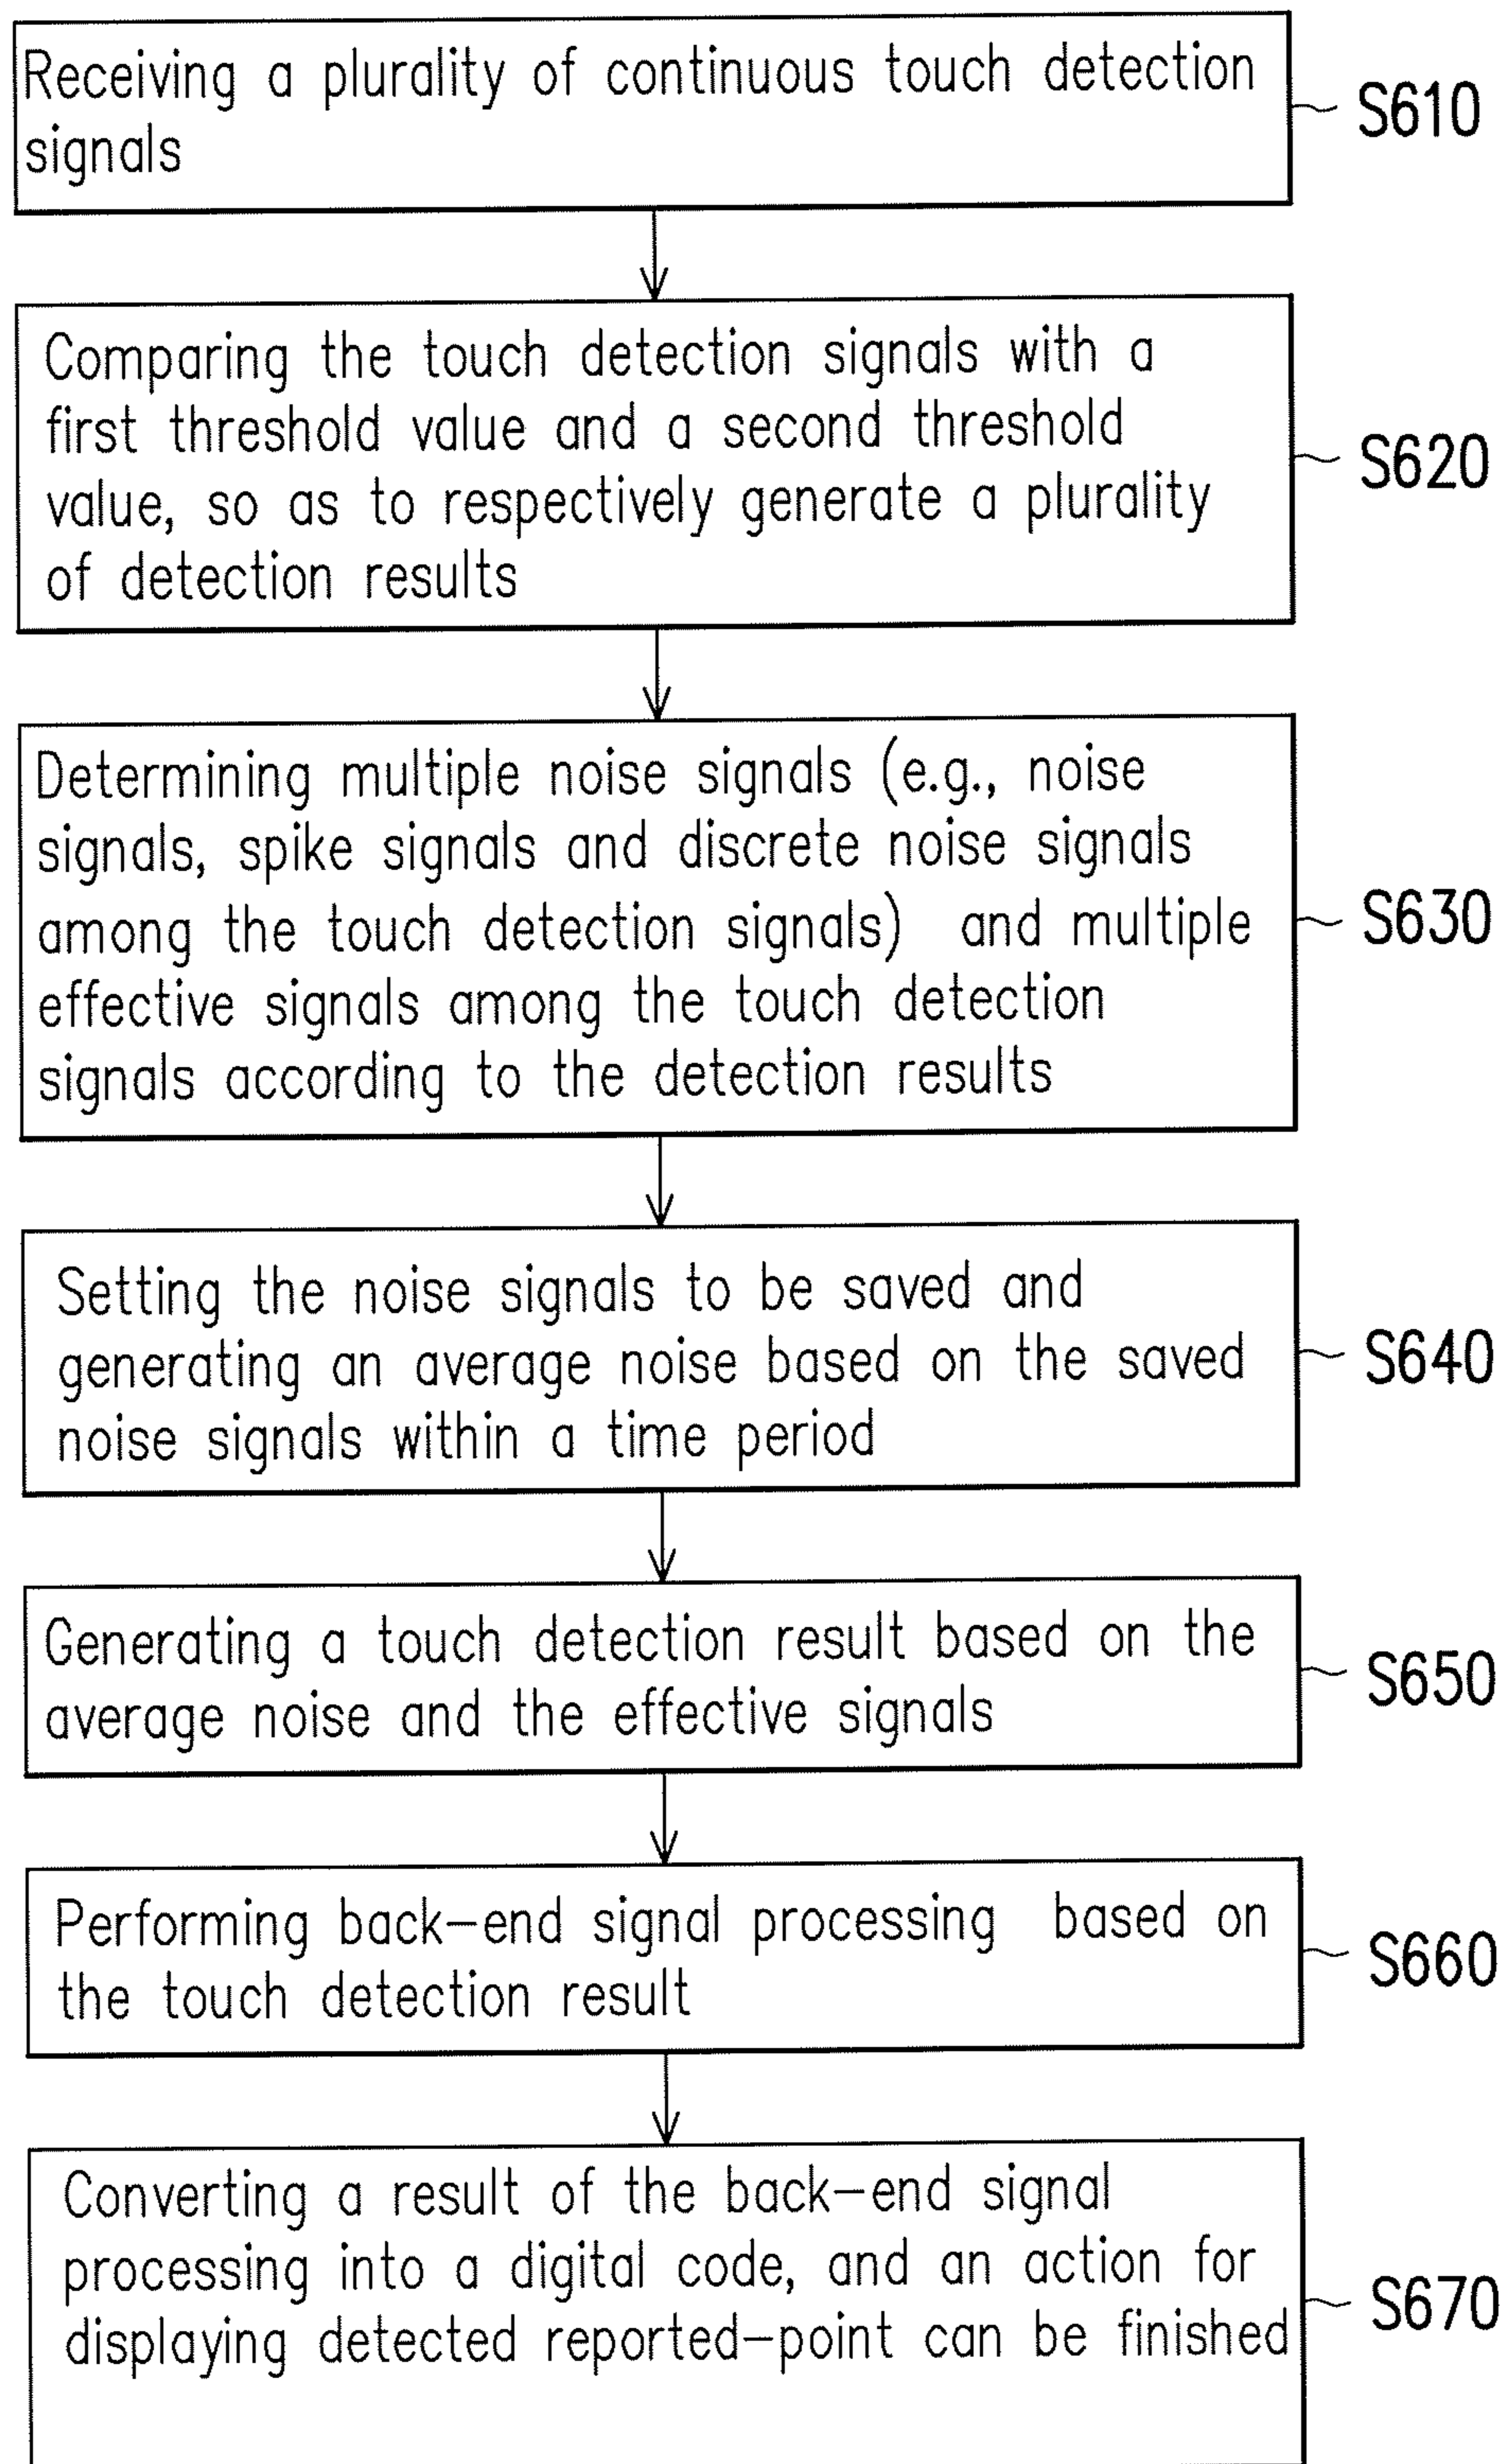 Receiving a plurality of continuous touch detection
signals
S610
Comparing the touch detection signals with a
first threshold value and a second threshold
value, so as to respectively generate a plurality
of detection results
S620
Determining multiple noise signals (e.g., noise
signals, spike signals and discrete noise signals
among the touch detection signals) and multiple
effective signals among the touch detection
signals according to the detection results
S630
Setting the noise signals to be saved and
generating an average noise based on the saved
noise signals within a time period
S640
Generating a touch detection result based on the
average noise and the effective signals
S650
Performing back-end signal processing based on
the touch detection result
S660
Converting a result of the back-end signal
processing into a digital code, and an action for
displaying detected reported-point can be finished
S670